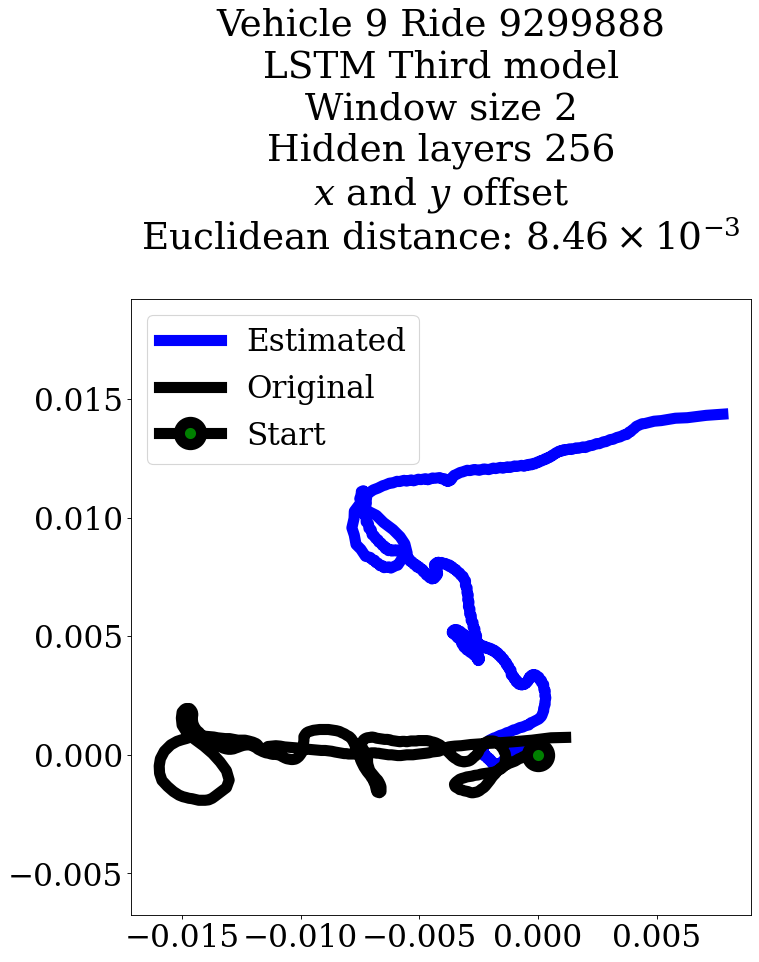 Vehicle 9 Ride 9299888
LSTM Third model
Window size 2
Hidden layers 256
x and y offset
Euclidean distance: 8.46 × 10⁻³
Estimated
Original
Start
0.015
0.010
0.005
0.000
−0.005
−0.015 −0.010 −0.005 0.000 0.005